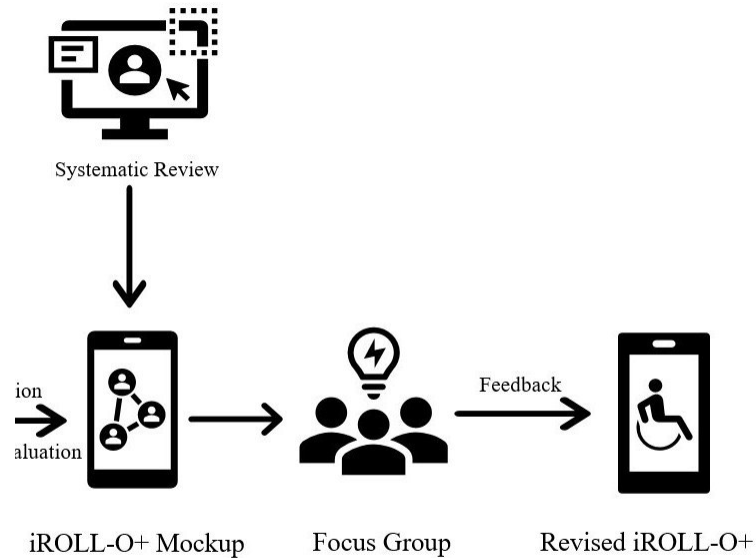 Systematic Review
ion
aluation
Feedback
iROLL-O+ Mockup
Focus Group
Revised iROLL-O+